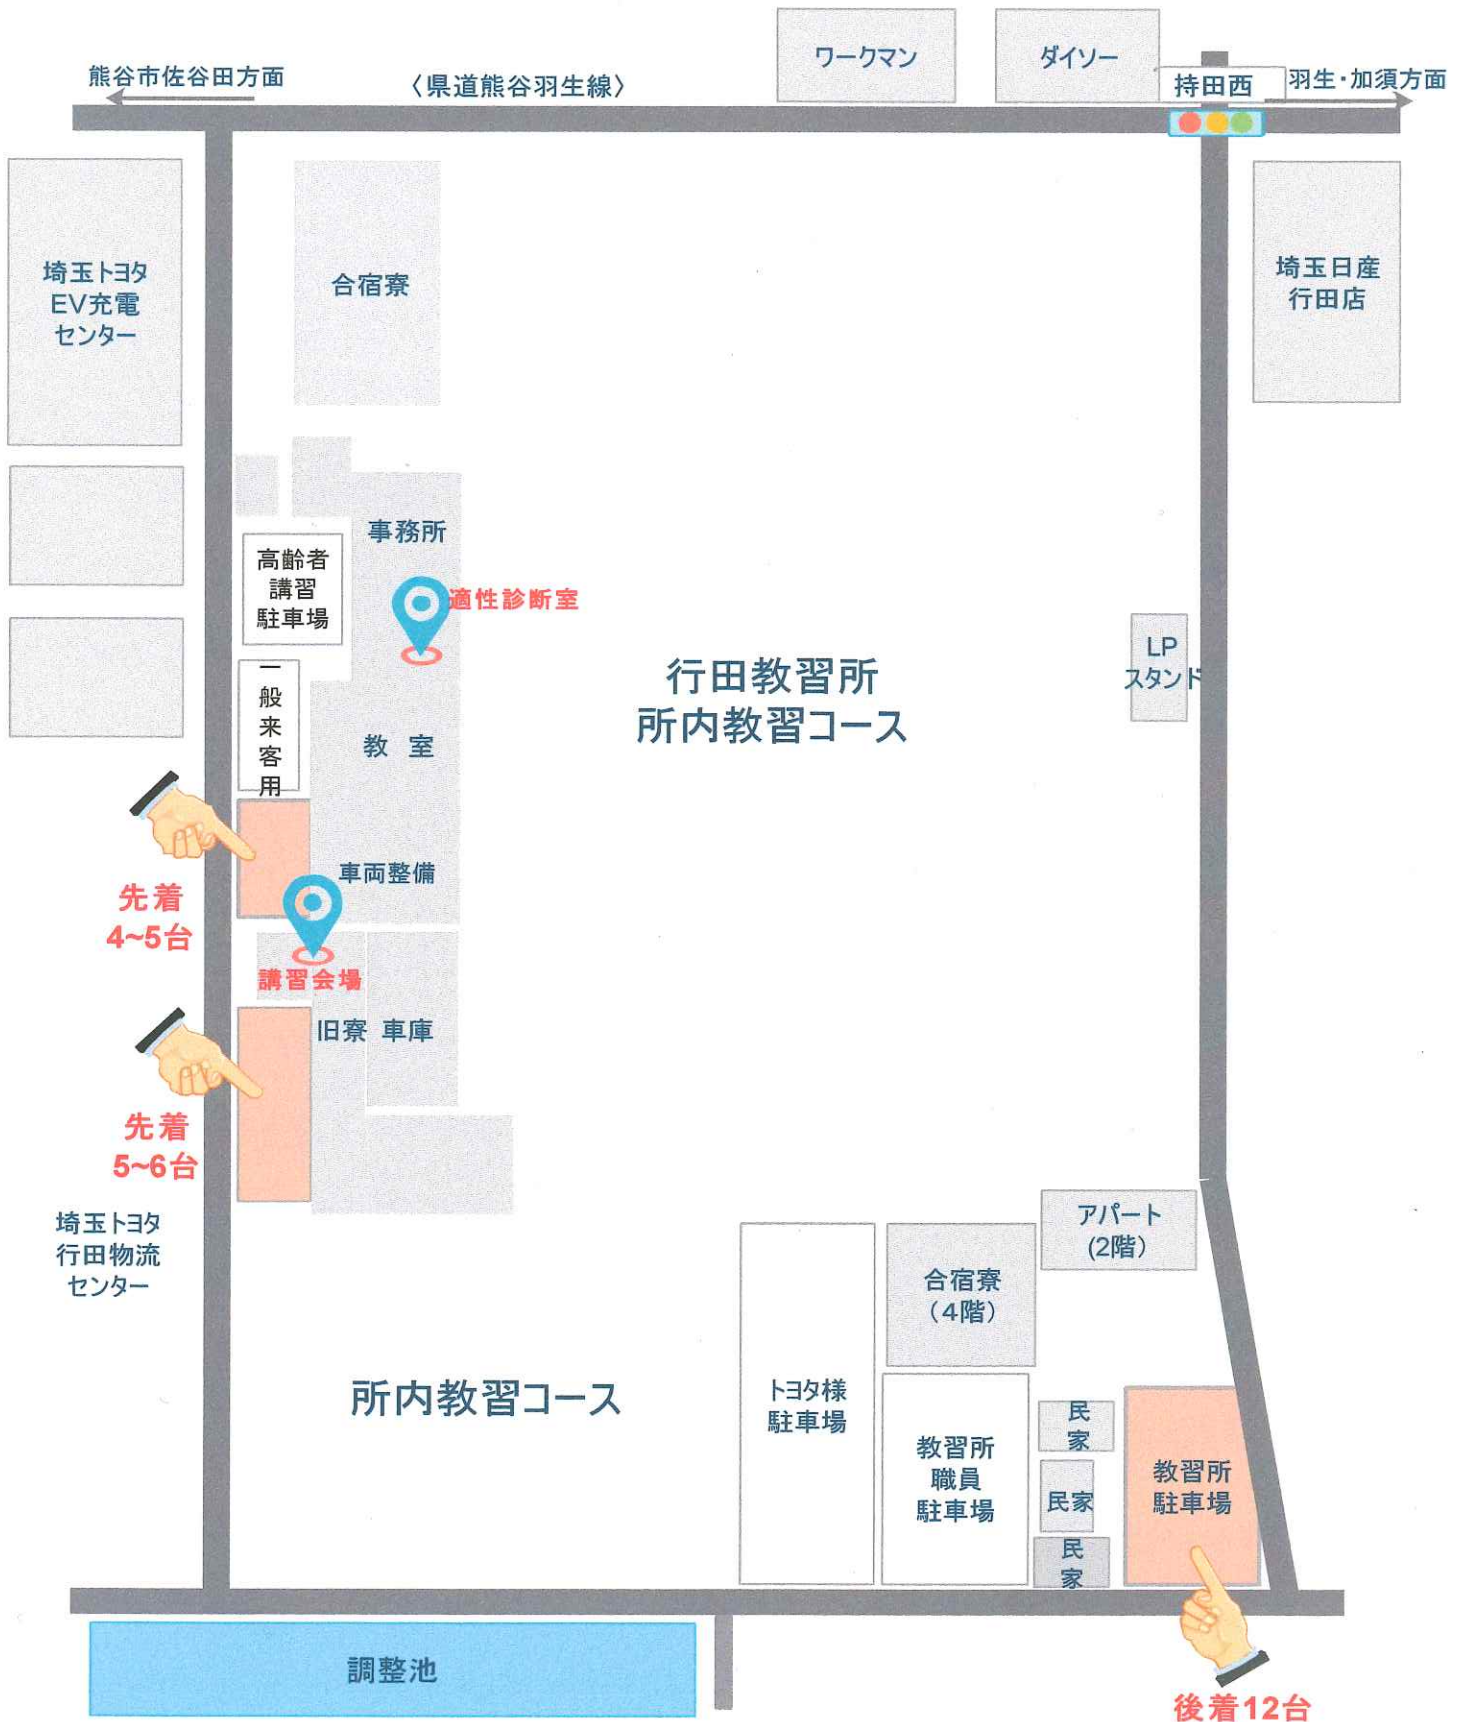 ワークマン
ダイソー
熊谷市佐谷田方面
〈県道熊谷羽生線〉
持田西
羽生・加須方面
埼玉トヨタ
EV充電
センター
合宿寮
埼玉日産
行田店
事務所
高齢者
講習
駐車場
適性診断室
LP
スタンド
一
般
来
客
用
行田教習所
所内教習コース
教 室
車両整備
先着
4~5台
講習会場
旧寮
車庫
先着
5~6台
埼玉トヨタ
行田物流
センター
アパート
(2階)
合宿寮
(4階)
所内教習コース
トヨタ様
駐車場
教習所
職員
駐車場
民
家
民家
民
家
教習所
駐車場
調整池
後着12台